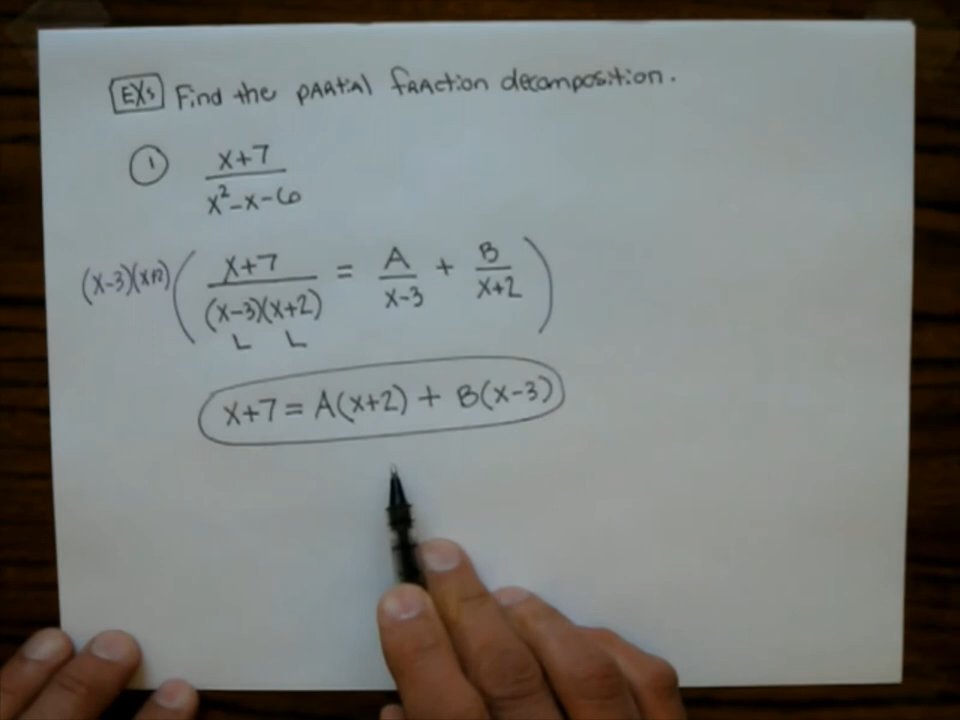 EXs Find the PARtiAl fRACtion decomposition.
① x+7
x²-x-6
(x-3)(x+2) ( x+7 / (x-3)(x+2) = A / x-3 + B / x+2 )
L L
x+7 = A(x+2) + B(x-3)